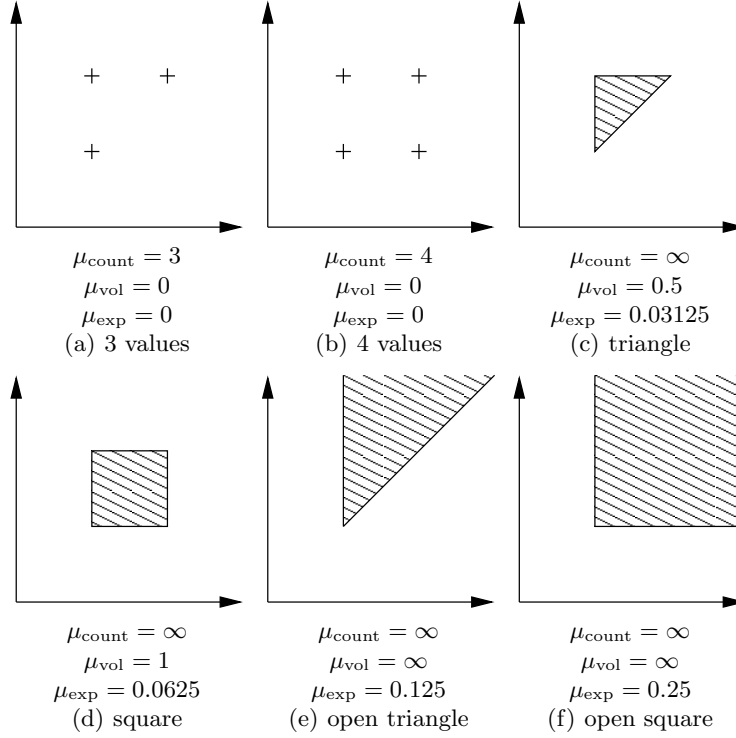 μcount = 3
μvol = 0
μexp = 0
(a) 3 values
μcount = 4
μvol = 0
μexp = 0
(b) 4 values
μcount = ∞
μvol = 0.5
μexp = 0.03125
(c) triangle
μcount = ∞
μvol = 1
μexp = 0.0625
(d) square
μcount = ∞
μvol = ∞
μexp = 0.125
(e) open triangle
μcount = ∞
μvol = ∞
μexp = 0.25
(f) open square